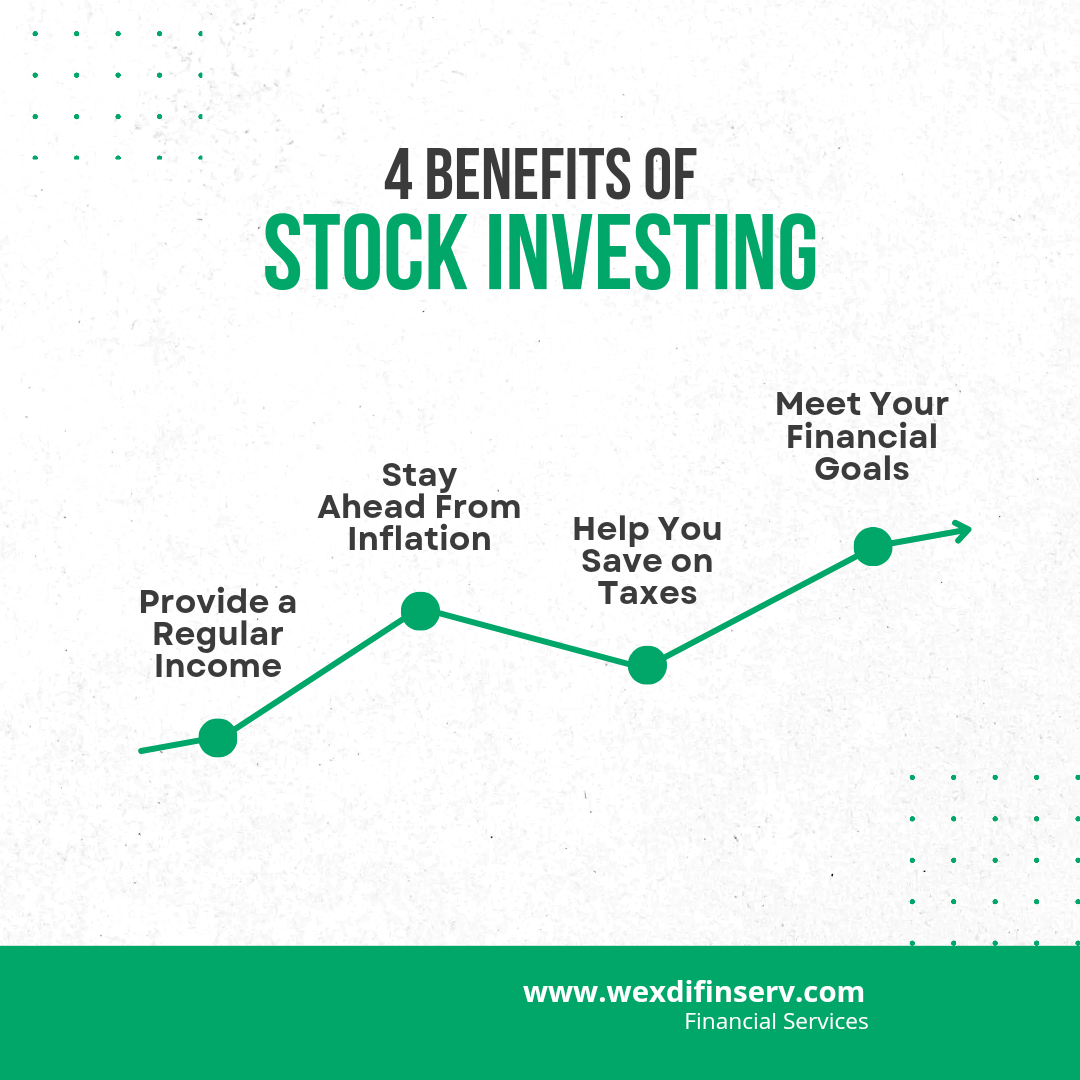 4 BENEFITS OF
STOCK INVESTING
Provide a
Regular
Income
Stay
Ahead From
Inflation
Help You
Save on
Taxes
Meet Your
Financial
Goals
www.wexdifinserv.com
Financial Services